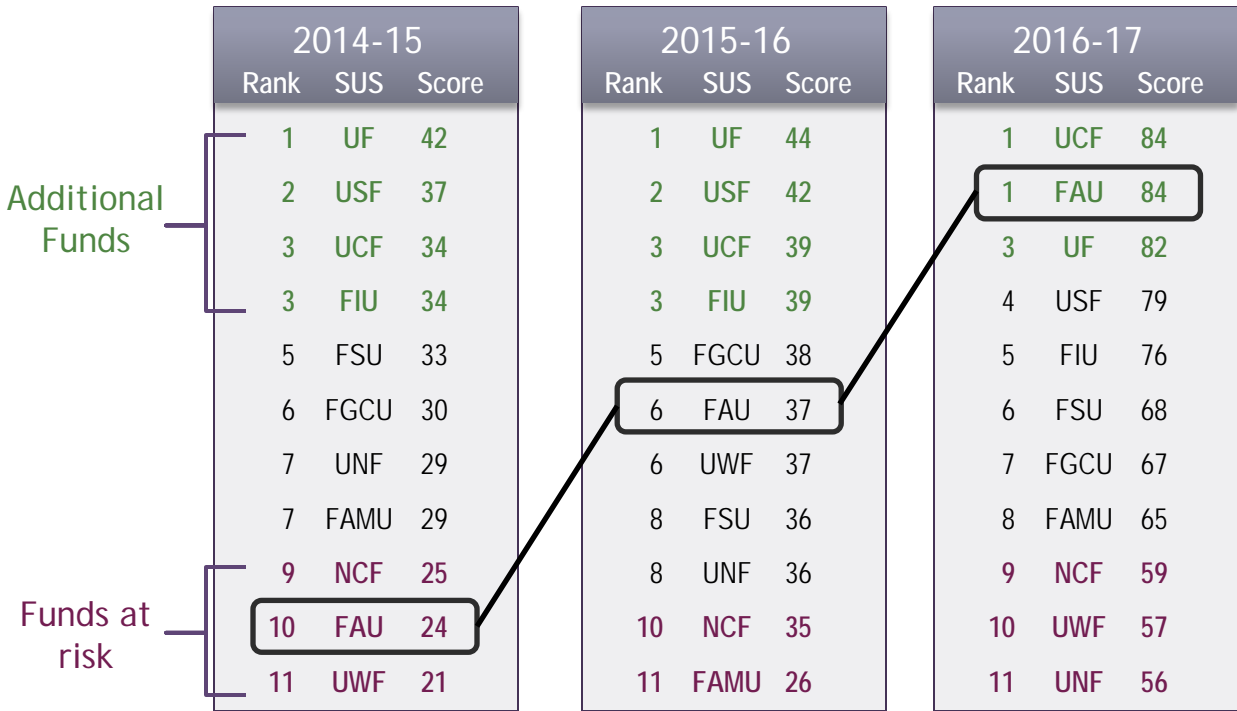 2014-15
Rank SUS Score
1 UF 42
2 USF 37
3 UCF 34
3 FIU 34
5 FSU 33
6 FGCU 30
7 UNF 29
7 FAMU 29
9 NCF 25
10 FAU 24
11 UWF 21
Additional
Funds
Funds at
risk
2015-16
Rank SUS Score
1 UF 44
2 USF 42
3 UCF 39
3 FIU 39
5 FGCU 38
6 FAU 37
6 UWF 37
8 FSU 36
8 UNF 36
10 NCF 35
11 FAMU 26
2016-17
Rank SUS Score
1 UCF 84
1 FAU 84
3 UF 82
4 USF 79
5 FIU 76
6 FSU 68
7 FGCU 67
8 FAMU 65
9 NCF 59
10 UWF 57
11 UNF 56